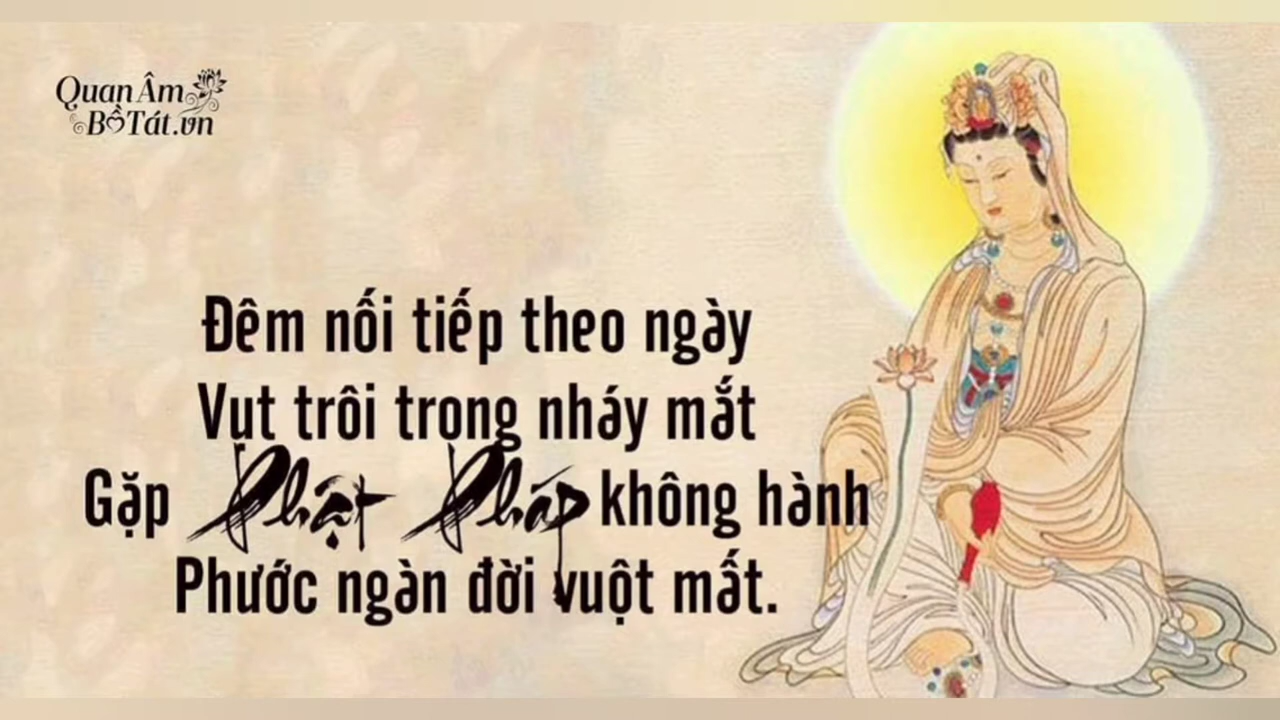 Quan Âm
Bồ Tát.vn
Đêm nối tiếp theo ngày
Vụt trôi trong nháy mắt
Gặp Phật Pháp không hành
Phước ngàn đời vuột mất.